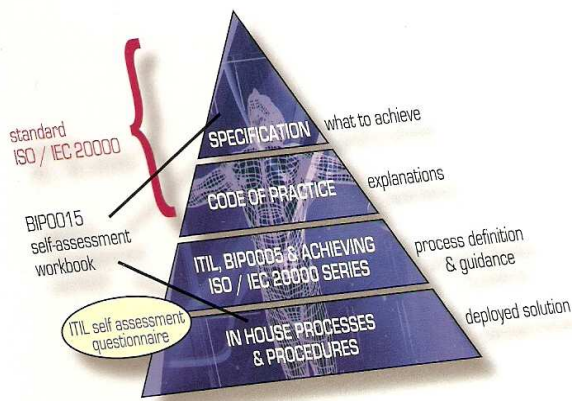 standard
ISO / IEC 20000
SPECIFICATION
what to achieve
CODE OF PRACTICE
explanations
BIP0015
self-assessment
workbook
ITIL, BIP0005 & ACHIEVING
ISO / IEC 20000 SERIES
process definition
& guidance
ITIL self assessment
questionnaire
IN HOUSE PROCESSES
& PROCEDURES
deployed solution